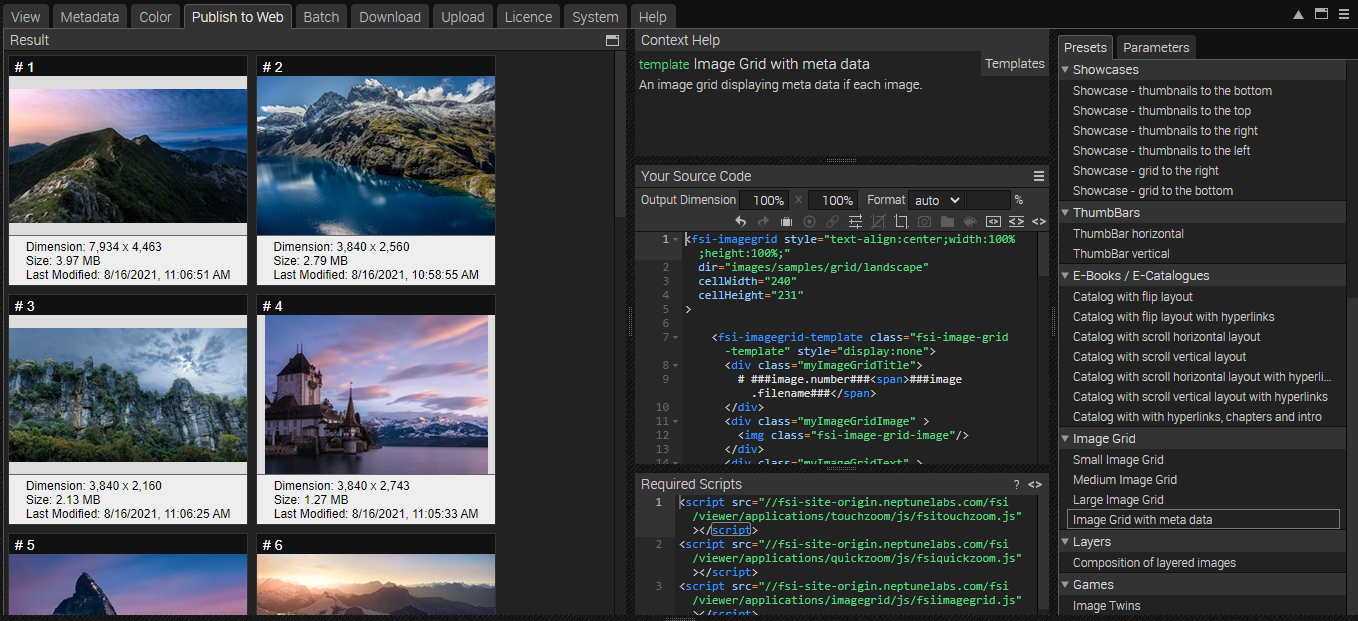 View Metadata Color Publish to Web Batch Download Upload Licence System Help
Result
# 1
Dimension: 7,934 x 4,463
Size: 3.97 MB
Last Modified: 8/16/2021, 11:06:51 AM
# 2
Dimension: 3,840 x 2,560
Size: 2.79 MB
Last Modified: 8/16/2021, 10:58:55 AM
# 3
Dimension: 3,840 x 2,160
Size: 2.13 MB
Last Modified: 8/16/2021, 11:06:25 AM
# 4
Dimension: 3,840 x 2,743
Size: 1.27 MB
Last Modified: 8/16/2021, 11:05:33 AM
# 5
# 6
Context Help
template Image Grid with meta data
Templates
An image grid displaying meta data if each image.
Your Source Code
Output Dimension 100% x 100% Format auto %
1 <fsi-imagegrid style="text-align:center;width:100%
;height:100%;"
2 dir="images/samples/grid/landscape"
3 cellWidth="240"
4 cellHeight="231"
5 >
6
7 <fsi-imagegrid-template class="fsi-image-grid
-template" style="display:none">
8 <div class="myImageGridTitle">
9 # ###image.number###<span>###image
.filename###</span>
10 </div>
11 <div class="myImageGridImage" >
12 <img class="fsi-image-grid-image"/>
13 </div>
14 <div class="myImageGridText" >
Required Scripts ? <>
1 <script src="//fsi-site-origin.neptunelabs.com/fsi
/viewer/applications/touchzoom/js/fsitouchzoom.js"
></script>
2 <script src="//fsi-site-origin.neptunelabs.com/fsi
/viewer/applications/quickzoom/js/fsiquickzoom.js"
></script>
3 <script src="//fsi-site-origin.neptunelabs.com/fsi
/viewer/applications/imagegrid/js/fsiimagegrid.js"
></script>
Presets Parameters
Showcases
Showcase - thumbnails to the bottom
Showcase - thumbnails to the top
Showcase - thumbnails to the right
Showcase - thumbnails to the left
Showcase - grid to the right
Showcase - grid to the bottom
ThumbBars
ThumbBar horizontal
ThumbBar vertical
E-Books / E-Catalogues
Catalog with flip layout
Catalog with flip layout with hyperlinks
Catalog with scroll horizontal layout
Catalog with scroll vertical layout
Catalog with scroll horizontal layout with hyperli...
Catalog with scroll vertical layout with hyperlinks
Catalog with with hyperlinks, chapters and intro
Image Grid
Small Image Grid
Medium Image Grid
Large Image Grid
Image Grid with meta data
Layers
Composition of layered images
Games
Image Twins